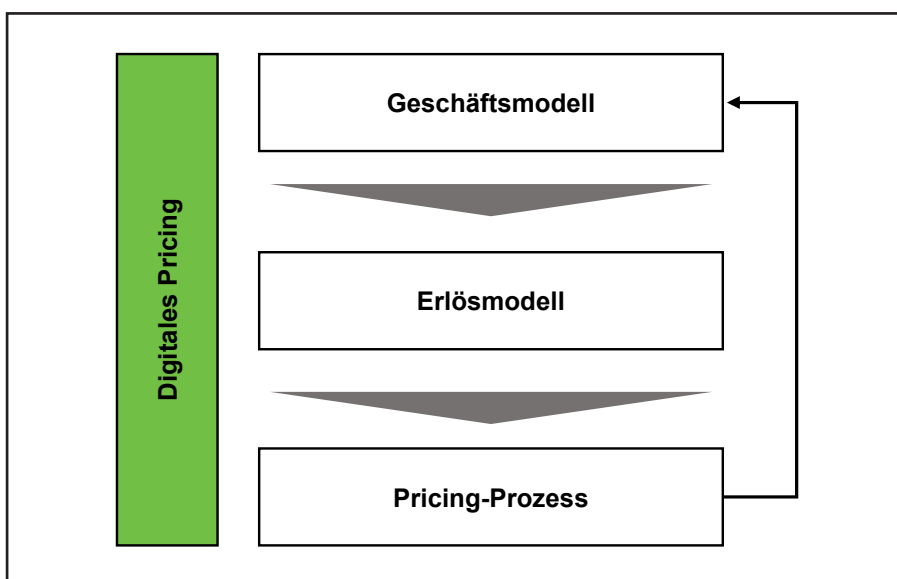 Digitales Pricing
Geschäftsmodell
Erlösmodell
Pricing-Prozess